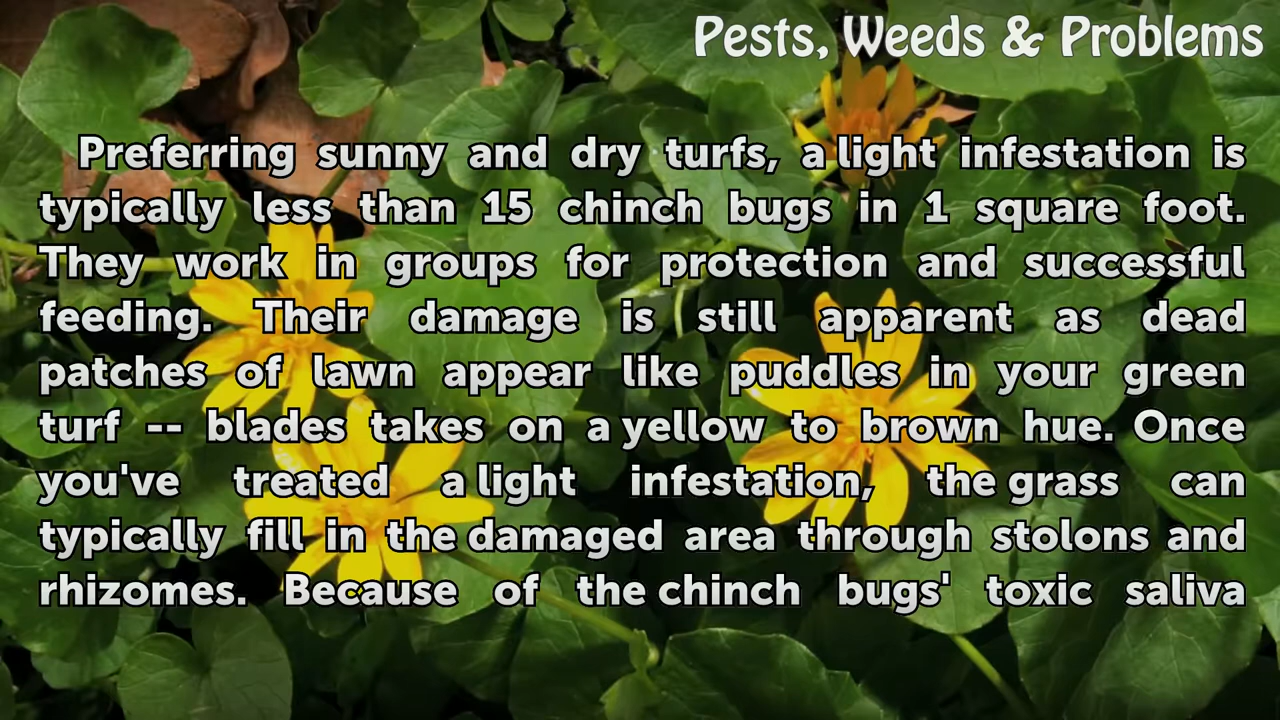 Pests, Weeds & Problems
Preferring sunny and dry turfs, a light infestation is
typically less than 15 chinch bugs in 1 square foot.
They work in groups for protection and successful
feeding. Their damage is still apparent as dead
patches of lawn appear like puddles in your green
turf -- blades takes on a yellow to brown hue. Once
you've treated a light infestation, the grass can
typically fill in the damaged area through stolons and
rhizomes. Because of the chinch bugs' toxic saliva